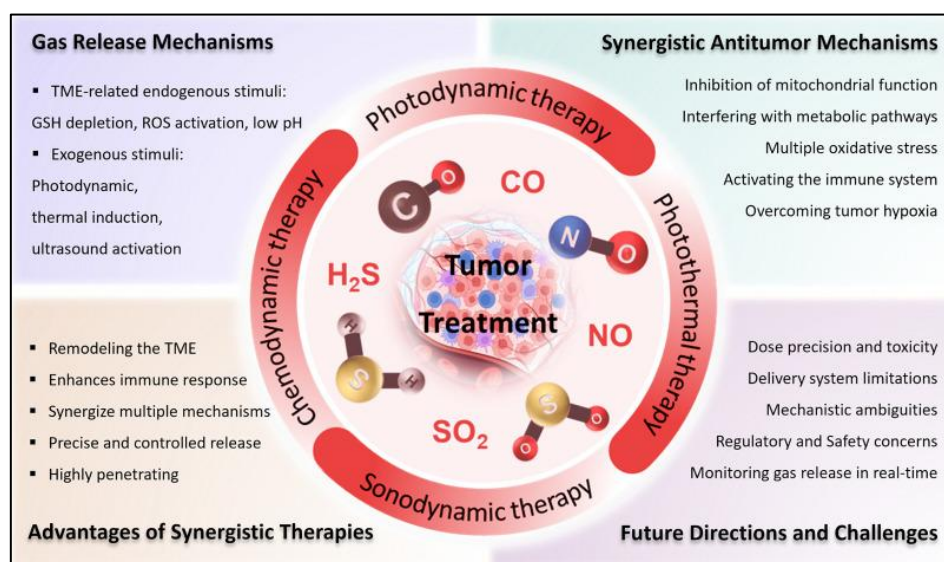 Gas Release Mechanisms
▪ TME-related endogenous stimuli:
GSH depletion, ROS activation, low pH
▪ Exogenous stimuli:
Photodynamic,
thermal induction,
ultrasound activation
Synergistic Antitumor Mechanisms
Inhibition of mitochondrial function
Interfering with metabolic pathways
Multiple oxidative stress
Activating the immune system
Overcoming tumor hypoxia
Photodynamic therapy
Photothermal therapy
Sonodynamic therapy
Chemodynamic therapy
CO
C O
N O
NO
H₂S
H
S H
SO₂
S
O O
Tumor
Treatment
▪ Remodeling the TME
▪ Enhances immune response
▪ Synergize multiple mechanisms
▪ Precise and controlled release
▪ Highly penetrating
Advantages of Synergistic Therapies
Dose precision and toxicity
Delivery system limitations
Mechanistic ambiguities
Regulatory and Safety concerns
Monitoring gas release in real-time
Future Directions and Challenges